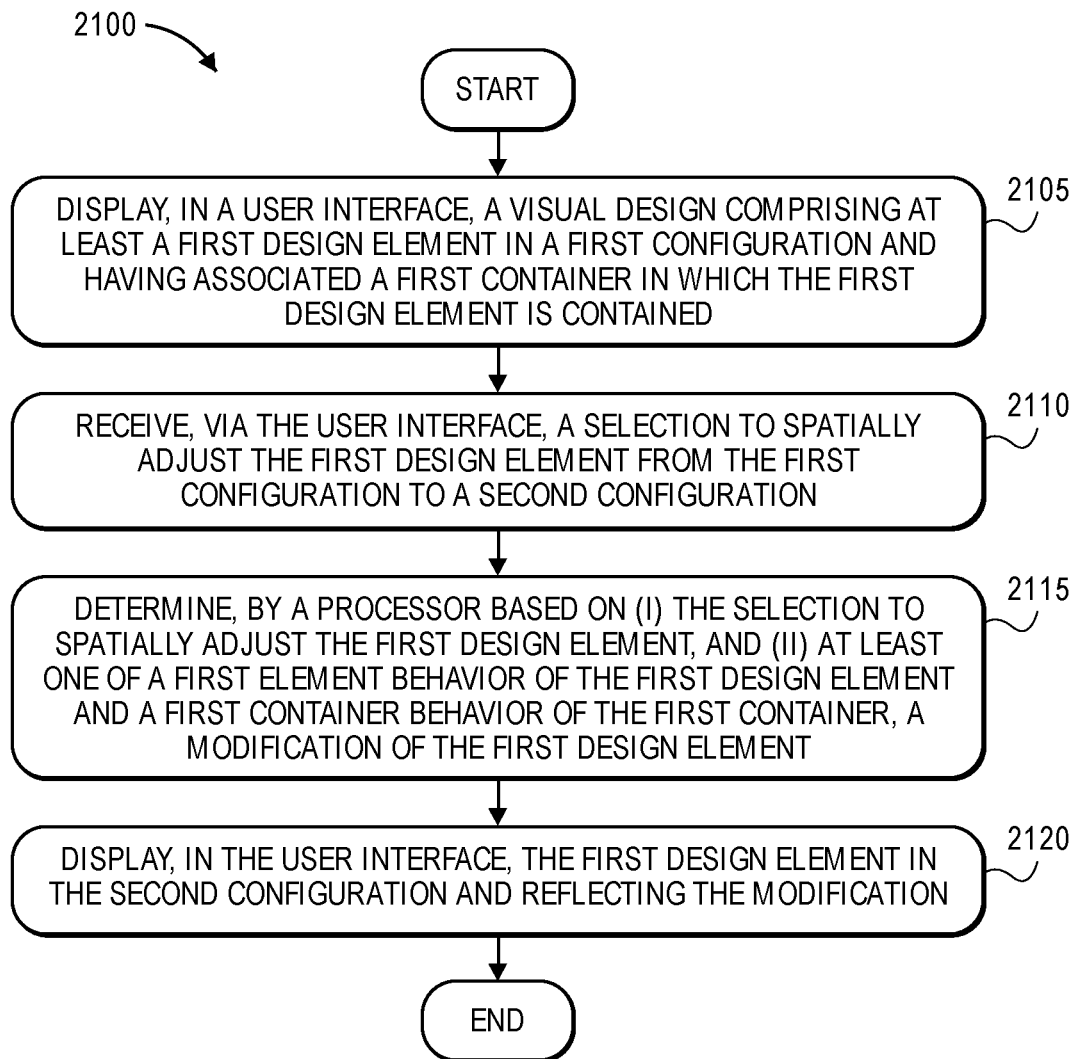 2100
START
DISPLAY, IN A USER INTERFACE, A VISUAL DESIGN COMPRISING AT
LEAST A FIRST DESIGN ELEMENT IN A FIRST CONFIGURATION AND
HAVING ASSOCIATED A FIRST CONTAINER IN WHICH THE FIRST
DESIGN ELEMENT IS CONTAINED
2105
RECEIVE, VIA THE USER INTERFACE, A SELECTION TO SPATIALLY
ADJUST THE FIRST DESIGN ELEMENT FROM THE FIRST
CONFIGURATION TO A SECOND CONFIGURATION
2110
DETERMINE, BY A PROCESSOR BASED ON (I) THE SELECTION TO
SPATIALLY ADJUST THE FIRST DESIGN ELEMENT, AND (II) AT LEAST
ONE OF A FIRST ELEMENT BEHAVIOR OF THE FIRST DESIGN ELEMENT
AND A FIRST CONTAINER BEHAVIOR OF THE FIRST CONTAINER, A
MODIFICATION OF THE FIRST DESIGN ELEMENT
2115
DISPLAY, IN THE USER INTERFACE, THE FIRST DESIGN ELEMENT IN
THE SECOND CONFIGURATION AND REFLECTING THE MODIFICATION
2120
END